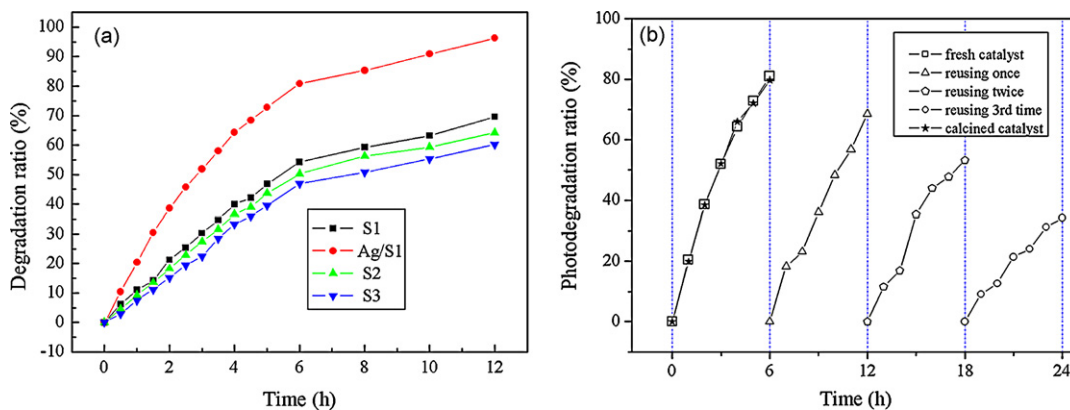 (a)
Degradation ratio (%)
100
90
80
70
60
50
40
30
20
10
0
-10
S1
Ag/S1
S2
S3
0 2 4 6 8 10 12
Time (h)
(b)
Photodegradation ratio (%)
100
80
60
40
20
0
fresh catalyst
reusing once
reusing twice
reusing 3rd time
calcined catalyst
0 6 12 18 24
Time (h)